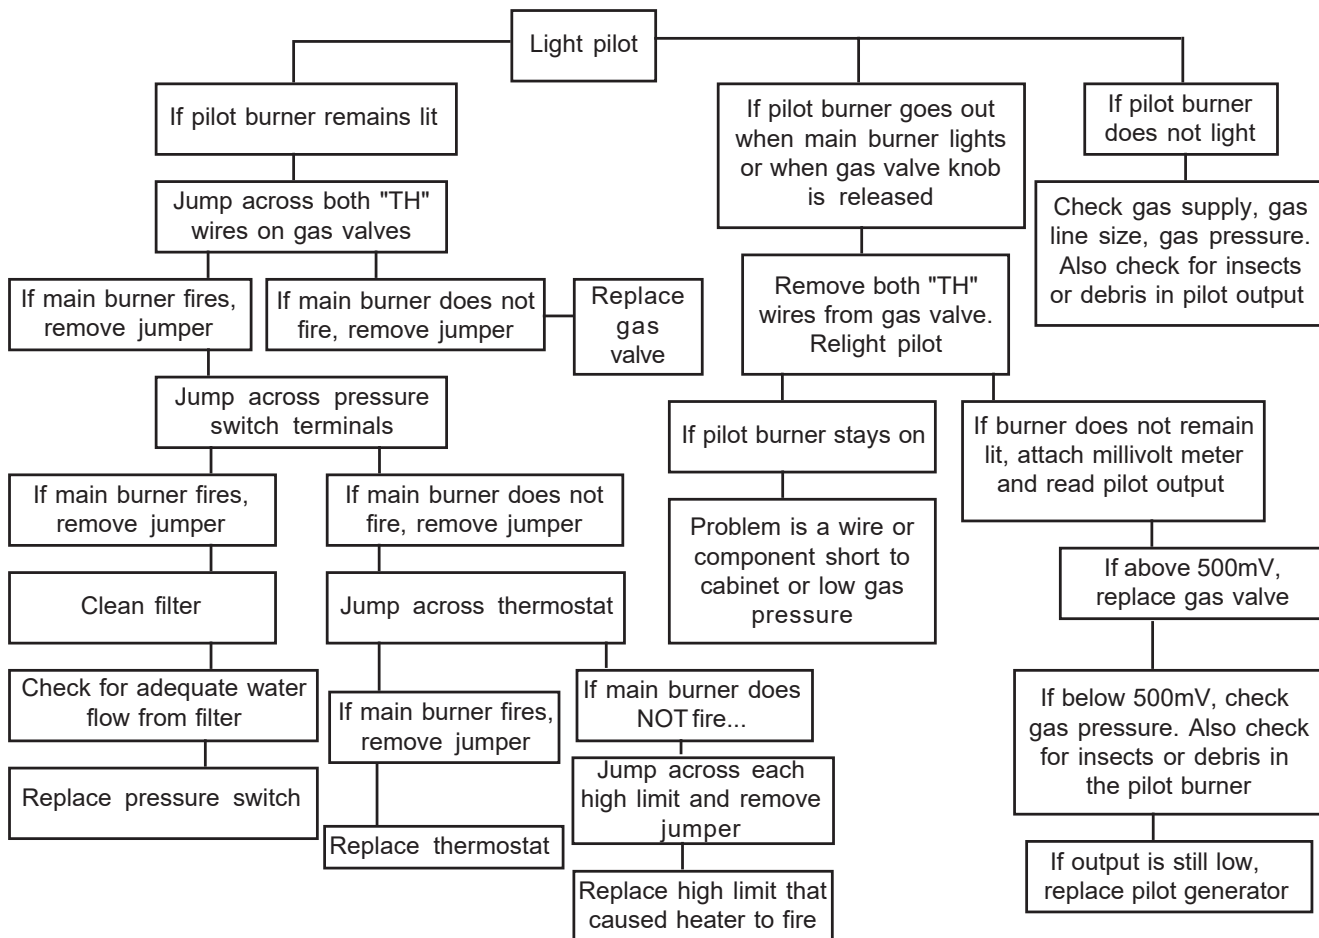 Light pilot
If pilot burner remains lit
If pilot burner goes out
when main burner lights
or when gas valve knob
is released
If pilot burner
does not light
Jump across both "TH"
wires on gas valves
Check gas supply, gas
line size, gas pressure.
Also check for insects
or debris in pilot output
If main burner fires,
remove jumper
If main burner does not
fire, remove jumper
Replace
gas
valve
Remove both "TH"
wires from gas valve.
Relight pilot
Jump across pressure
switch terminals
If pilot burner stays on
If burner does not remain
lit, attach millivolt meter
and read pilot output
If main burner fires,
remove jumper
If main burner does not
fire, remove jumper
Problem is a wire or
component short to
cabinet or low gas
pressure
If above 500mV,
replace gas valve
Clean filter
Jump across thermostat
Check for adequate water
flow from filter
If main burner fires,
remove jumper
If main burner does
NOT fire...
If below 500mV, check
gas pressure. Also check
for insects or debris in
the pilot burner
Replace pressure switch
Replace thermostat
Jump across each
high limit and remove
jumper
Replace high limit that
caused heater to fire
If output is still low,
replace pilot generator